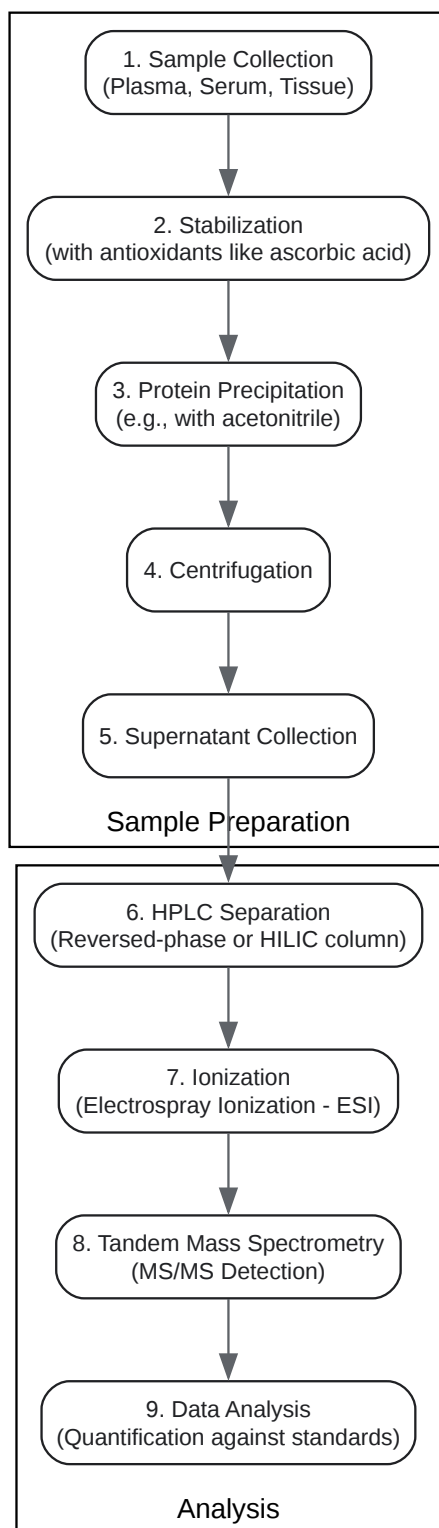 1. Sample Collection
(Plasma, Serum, Tissue)
2. Stabilization
(with antioxidants like ascorbic acid)
3. Protein Precipitation
(e.g., with acetonitrile)
4. Centrifugation
5. Supernatant Collection
Sample Preparation
6. HPLC Separation
(Reversed-phase or HILIC column)
7. Ionization
(Electrospray Ionization - ESI)
8. Tandem Mass Spectrometry
(MS/MS Detection)
9. Data Analysis
(Quantification against standards)
Analysis